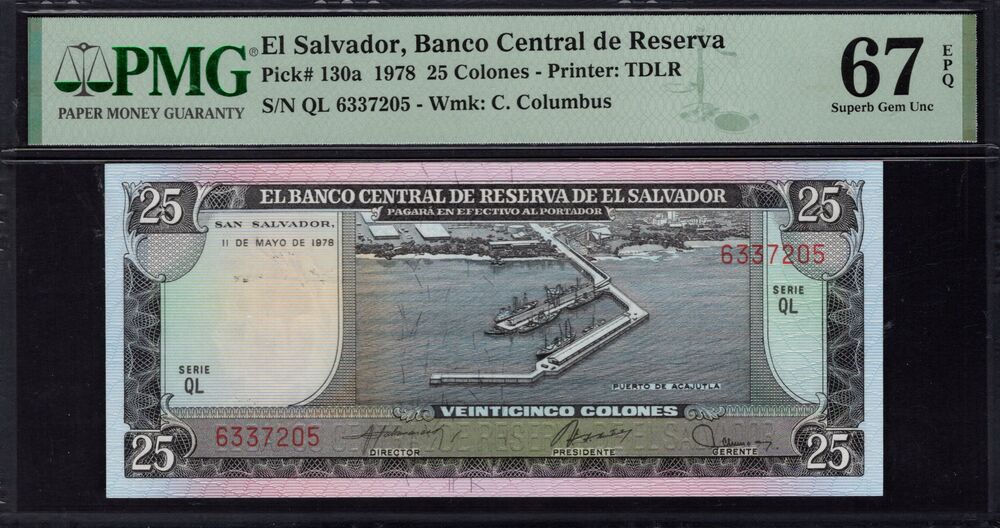 PMG®
PAPER MONEY GUARANTY
El Salvador, Banco Central de Reserva
Pick# 130a 1978 25 Colones - Printer: TDLR
S/N QL 6337205 - Wmk: C. Columbus
67 EPQ
Superb Gem Unc
25
EL BANCO CENTRAL DE RESERVA DE EL SALVADOR
25
PAGARÁ EN EFECTIVO AL PORTADOR
SAN SALVADOR,
11 DE MAYO DE 1978
6337205
SERIE
QL
SERIE
QL
PUERTO DE ACAJUTLA
VEINTICINCO COLONES
6337205
25
DIRECTOR
PRESIDENTE
GERENTE
25